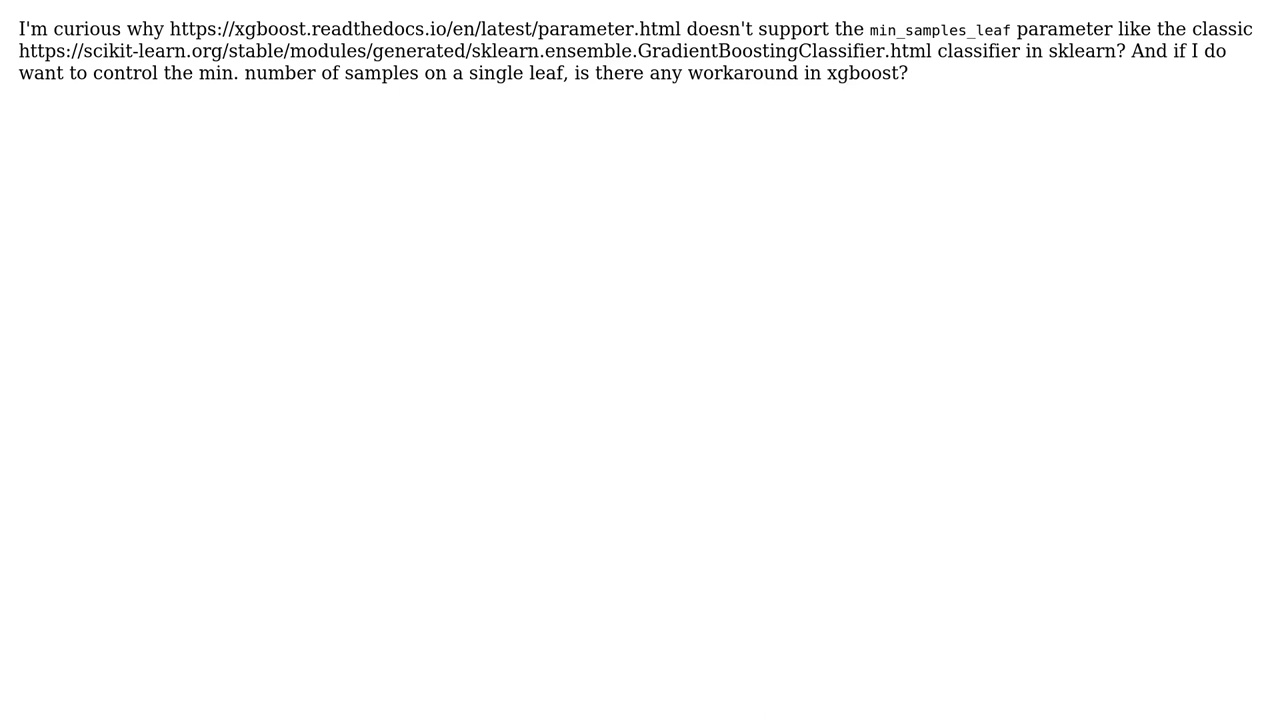 I'm curious why https://xgboost.readthedocs.io/en/latest/parameter.html doesn't support the min_samples_leaf parameter like the classic
https://scikit-learn.org/stable/modules/generated/sklearn.ensemble.GradientBoostingClassifier.html classifier in sklearn? And if I do
want to control the min. number of samples on a single leaf, is there any workaround in xgboost?